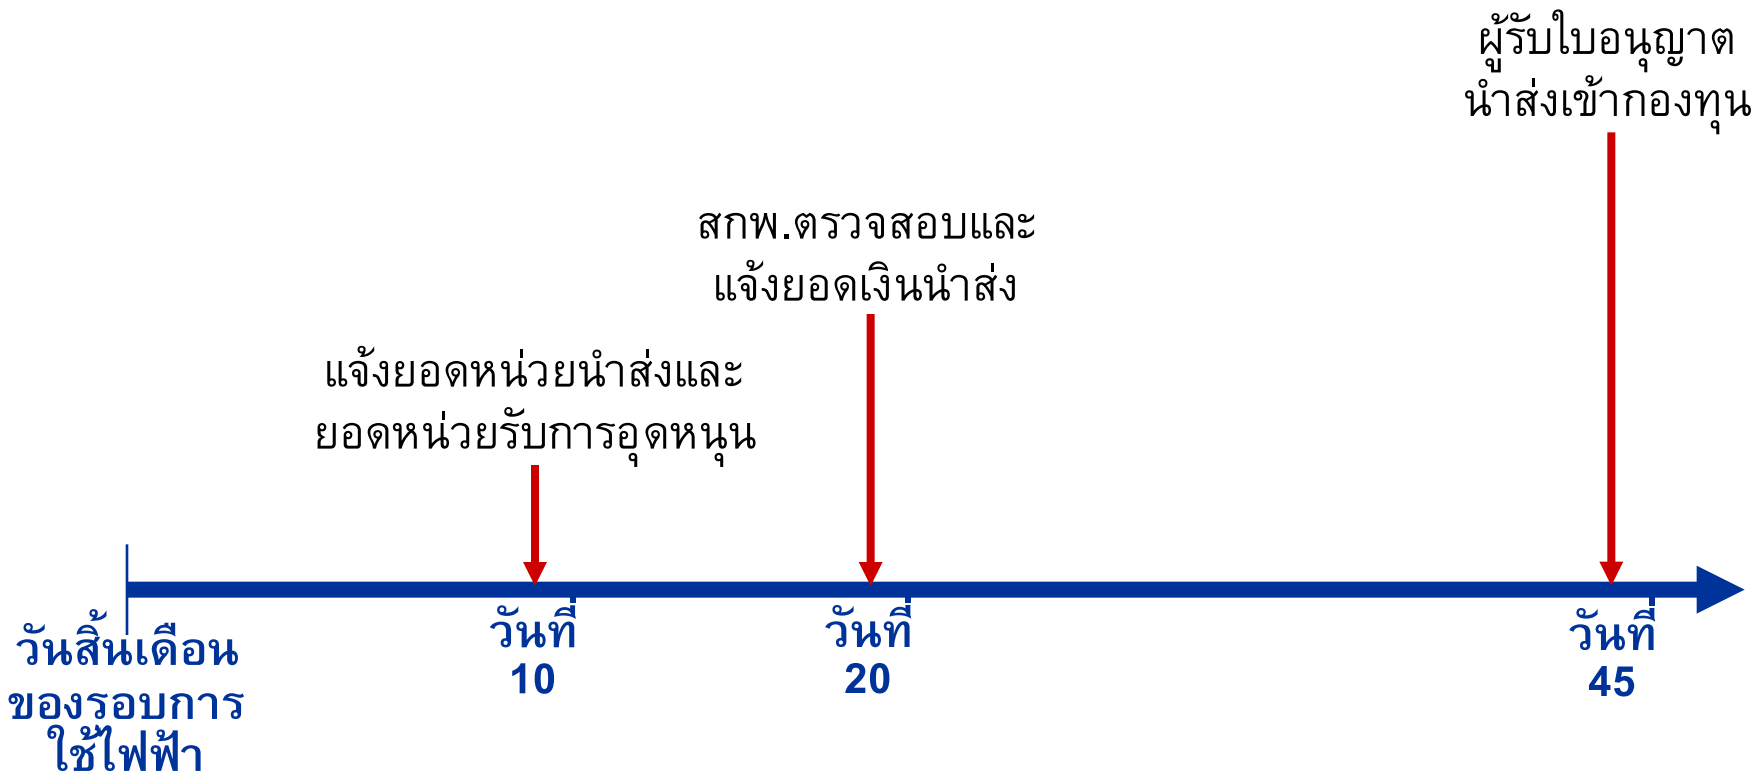 ผู้รับใบอนุญาต
นำส่งเข้ากองทุน
สกพ.ตรวจสอบและ
แจ้งยอดเงินนำส่ง
แจ้งยอดหน่วยนำส่งและ
ยอดหน่วยรับการอุดหนุน
วันสิ้นเดือน
ของรอบการ
ใช้ไฟฟ้า
วันที่
10
วันที่
20
วันที่
45